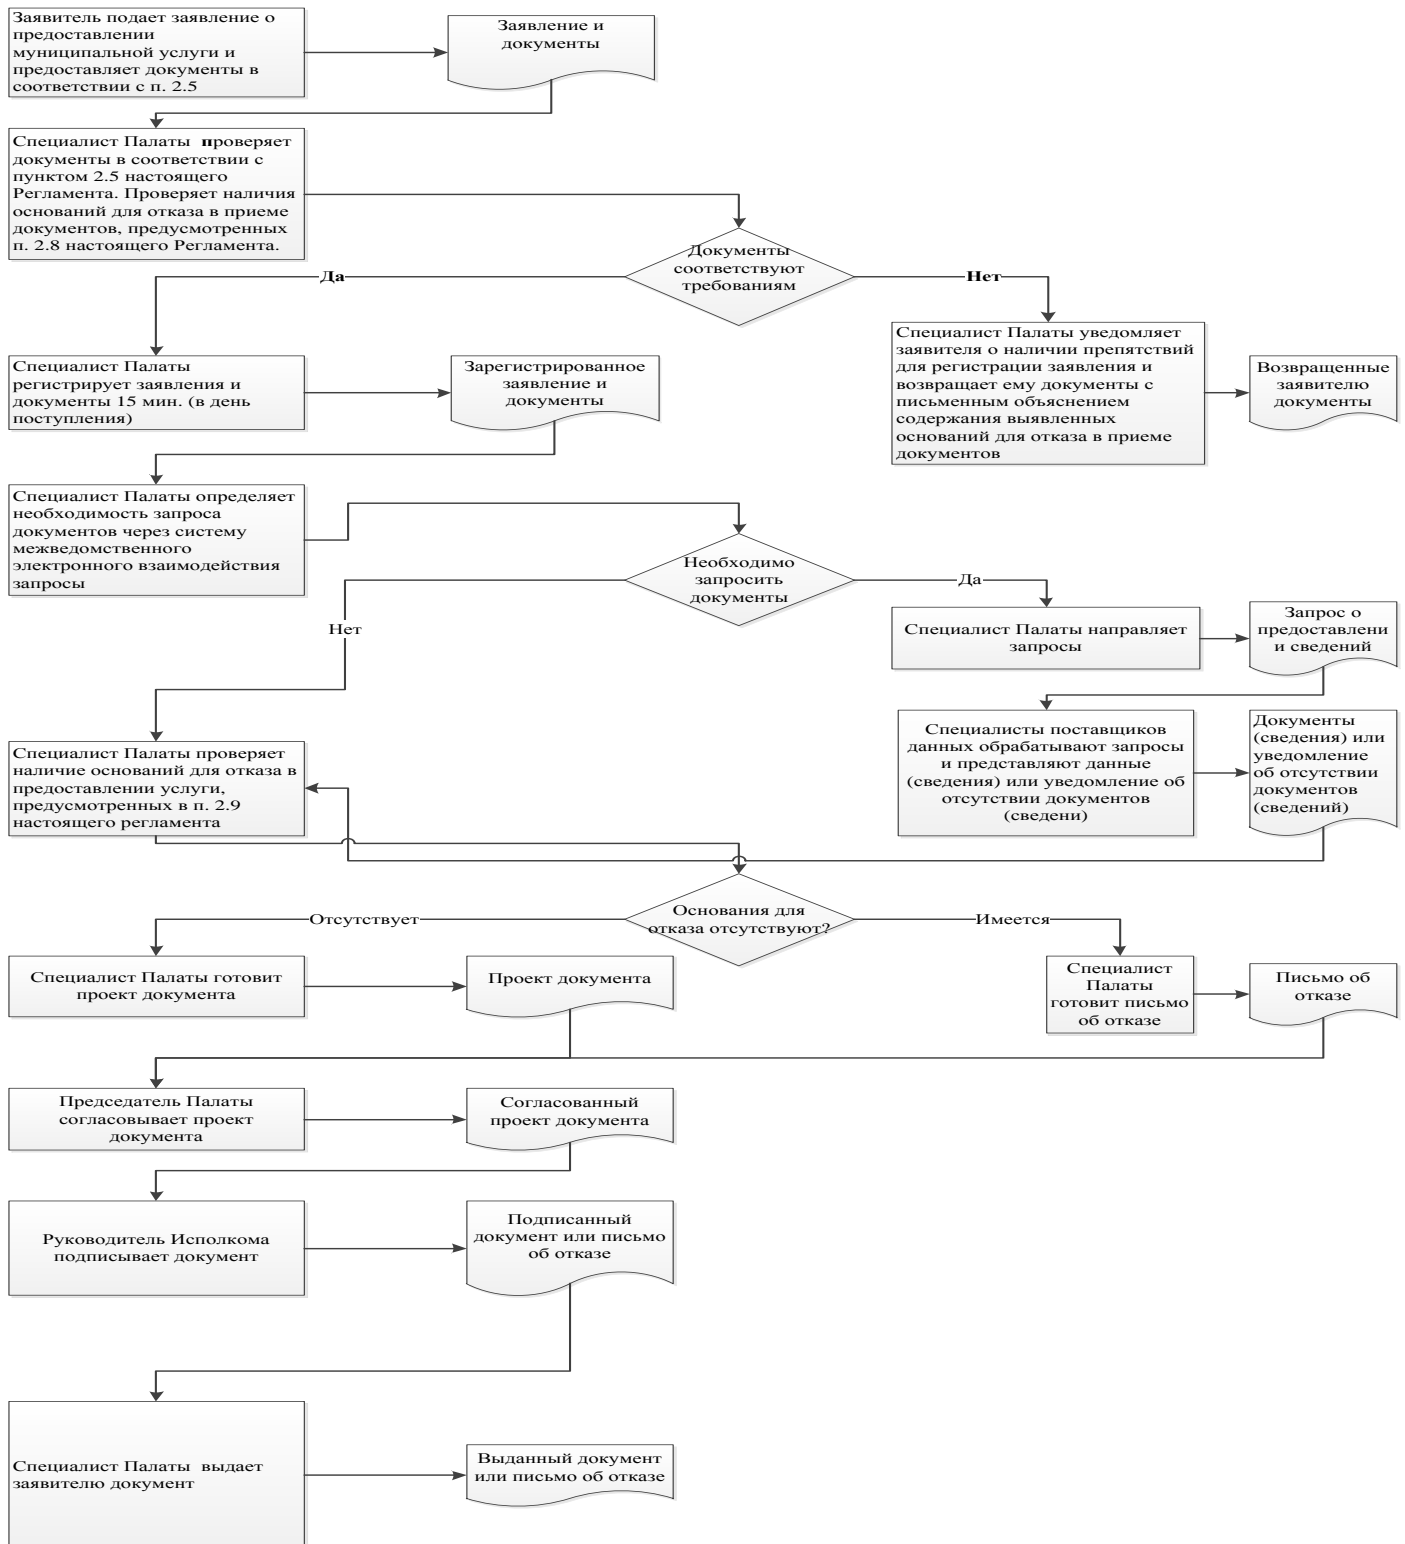 Заявитель подает заявление о
предоставлении
муниципальной услуги и
предоставляет документы в
соответствии с п. 2.5
Заявление и
документы
Специалист Палаты проверяет
документы в соответствии с
пунктом 2.5 настоящего
Регламента. Проверяет наличия
оснований для отказа в приеме
документов, предусмотренных
п. 2.8 настоящего Регламента.
Документы
соответствуют
требованиям
Да
Нет
Специалист Палаты
регистрирует заявления и
документы 15 мин. (в день
поступления)
Зарегистрированное
заявление и
документы
Специалист Палаты уведомляет
заявителя о наличии препятствий
для регистрации заявления и
возвращает ему документы с
письменным объяснением
содержания выявленных
оснований для отказа в приеме
документов
Возвращенные
заявителю
документы
Специалист Палаты определяет
необходимость запроса
документов через систему
межведомственного
электронного взаимодействия
запросы
Необходимо
запросить
документы
Да
Нет
Специалист Палаты направляет
запросы
Запрос о
предоставлени
и сведений
Специалисты поставщиков
данных обрабатывают запросы
и представляют данные
(сведения) или уведомление об
отсутствии документов
(сведени)
Документы
(сведения) или
уведомление
об отсутствии
документов
(сведений)
Специалист Палаты проверяет
наличие оснований для отказа в
предоставлении услуги,
предусмотренных в п. 2.9
настоящего регламента
Основания для
отказа отсутствуют?
Отсутствует
Имеется
Специалист Палаты готовит
проект документа
Проект документа
Специалист
Палаты
готовит письмо
об отказе
Письмо об
отказе
Председатель Палаты
согласовывает проект
документа
Согласованный
проект документа
Руководитель Исполкома
подписывает документ
Подписанный
документ или письмо
об отказе
Специалист Палаты выдает
заявителю документ
Выданный документ
или письмо об отказе